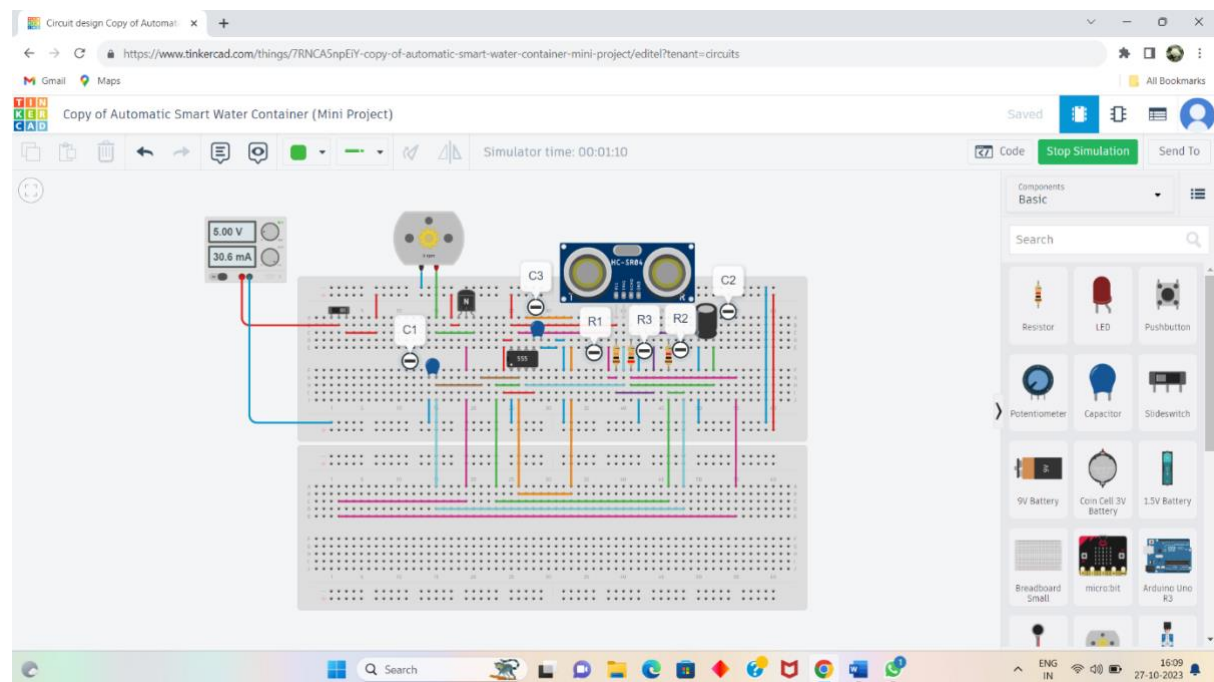 Circuit design Copy of Automat
https://www.tinkercad.com/things/7RNCA5npEiY-copy-of-automatic-smart-water-container-mini-project/editel?tenant=circuits
Gmail Maps All Bookmarks
TIN
KER
CAD
Copy of Automatic Smart Water Container (Mini Project)
Saved
Simulator time: 00:01:10
Code
Stop Simulation
Send To
Components
Basic
Search
Resistor LED Pushbutton
Potentiometer Capacitor Slideswitch
9V Battery Coin Cell 3V Battery 1.5V Battery
Breadboard Small micro:bit Arduino Uno R3
5.00 V
30.6 mA
HC-SR04
T R
N
C3
C2
C1
R1 R3 R2
555
Search
ENG
IN
16:09
27-10-2023